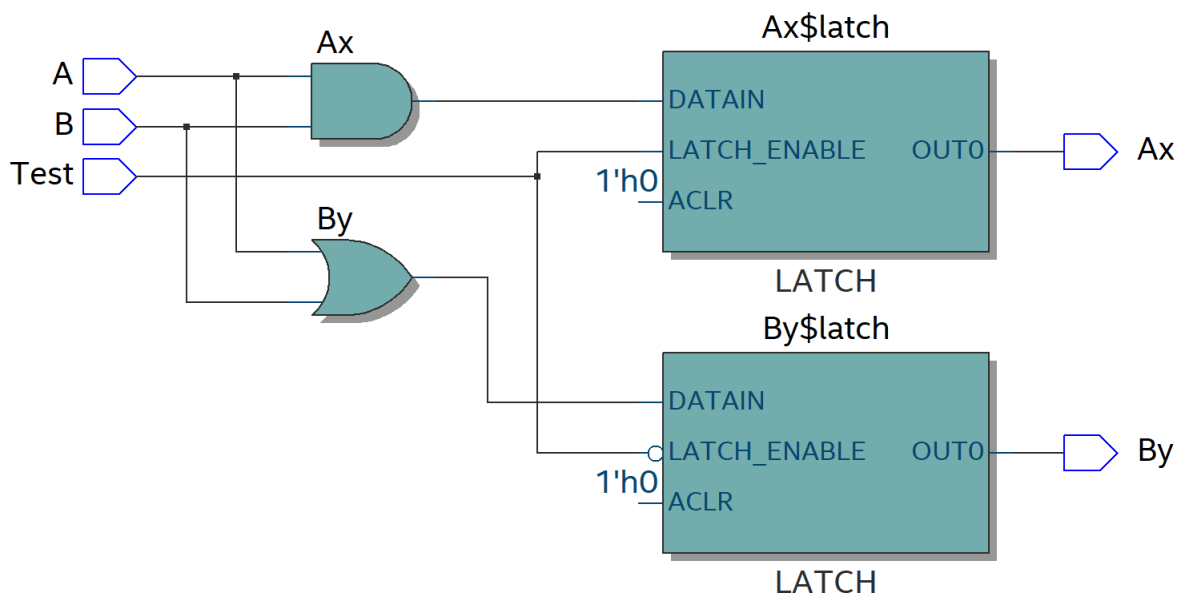 Ax$latch
Ax
A
DATAIN
B
LATCH_ENABLE OUT0
Ax
Test
1'h0
ACLR
By
LATCH
By$latch
DATAIN
LATCH_ENABLE OUT0
By
1'h0
ACLR
LATCH